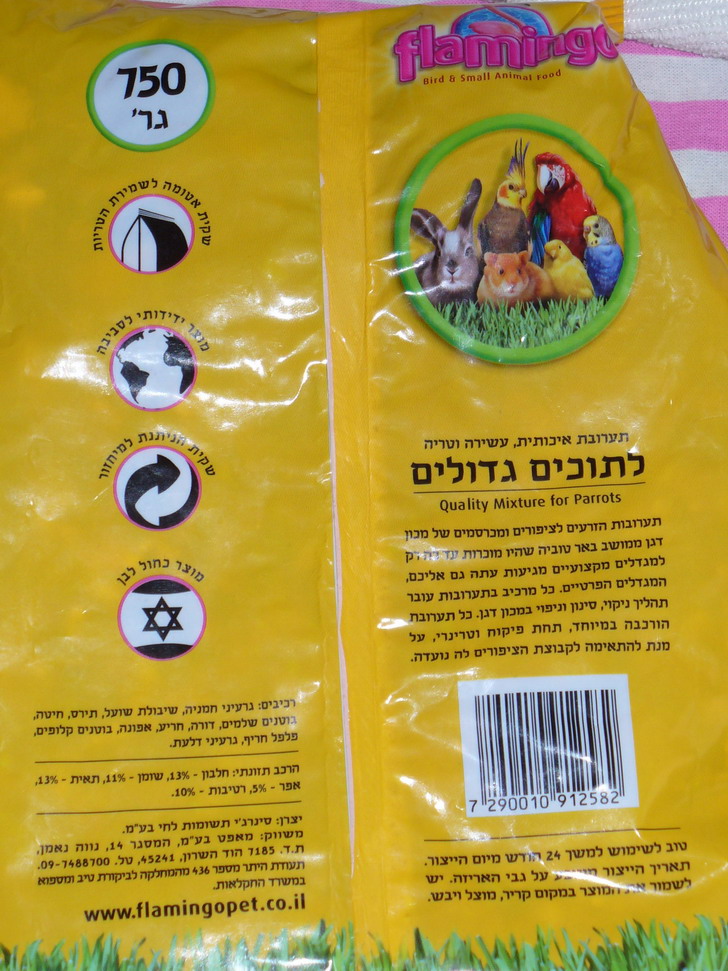 flamingo
Bird & Small Animal Food
תערובת איכותית, עשירה וטריה
לתוכים גדולים
Quality Mixture for Parrots
תערובות הזרעים לציפורים ומכרסמים של מכון
דגן ממושב באר טוביה שהיו מוכרות עד רק
למגדלים מקצועיים מגיעות עתה גם אליכם,
המגדלים הפרטיים. כל מרכיב בתערובות עובר
תהליך ניקוי, סינון וניפוי במכון דגן. כל תערובת
הורכבה במיוחד, תחת פיקוח וטרינרי, על
מנת להתאימה לקבוצת הציפורים לה נועדה.
7 290010 912582
טוב לשימוש למשך 24 חודש מיום הייצור.
תאריך הייצור מוטבע על גבי האריזה. יש
לשמור את המוצר במקום קריר, מוצל ויבש.
750
גר'
שקית אטומה לשמירת הטריות
מוצר ידידותי לסביבה
שקית הניתנת למיחזור
מוצר כחול לבן
רכיבים: גרעיני חמניה, שיבולת שועל, תירס, חיטה,
בוטנים שלמים, דורה, חריע, אפונה, בוטנים קלופים,
פלפל חריף, גרעיני דלעת.
הרכב תזונתי: חלבון - 13%, שומן - 11%, תאית - 13%,
אפר - 5%, רטיבות - 10%.
יצרן: סינרג'י תשומות לחי בע"מ.
משווק: מאפט בע"מ, המסגר 14, נווה נאמן,
ת.ד. 7185 הוד השרון, 45241, טל. 09-7488700.
תעודת היתר מספר 436 מהמחלקה לביקורת טיב ומספוא
במשרד החקלאות.
www.flamingopet.co.il